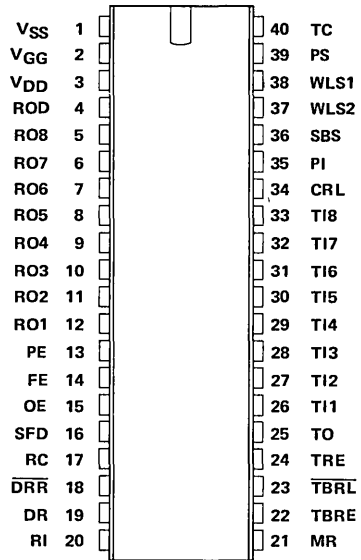 VSS 1 40 TC
VGG 2 39 PS
VDD 3 38 WLS1
ROD 4 37 WLS2
RO8 5 36 SBS
RO7 6 35 PI
RO6 7 34 CRL
RO5 8 33 TI8
RO4 9 32 TI7
RO3 10 31 TI6
RO2 11 30 TI5
RO1 12 29 TI4
PE 13 28 TI3
FE 14 27 TI2
OE 15 26 TI1
SFD 16 25 TO
RC 17 24 TRE
D̅R̅R̅ 18 23 T̅B̅R̅L̅
DR 19 22 TBRE
RI 20 21 MR